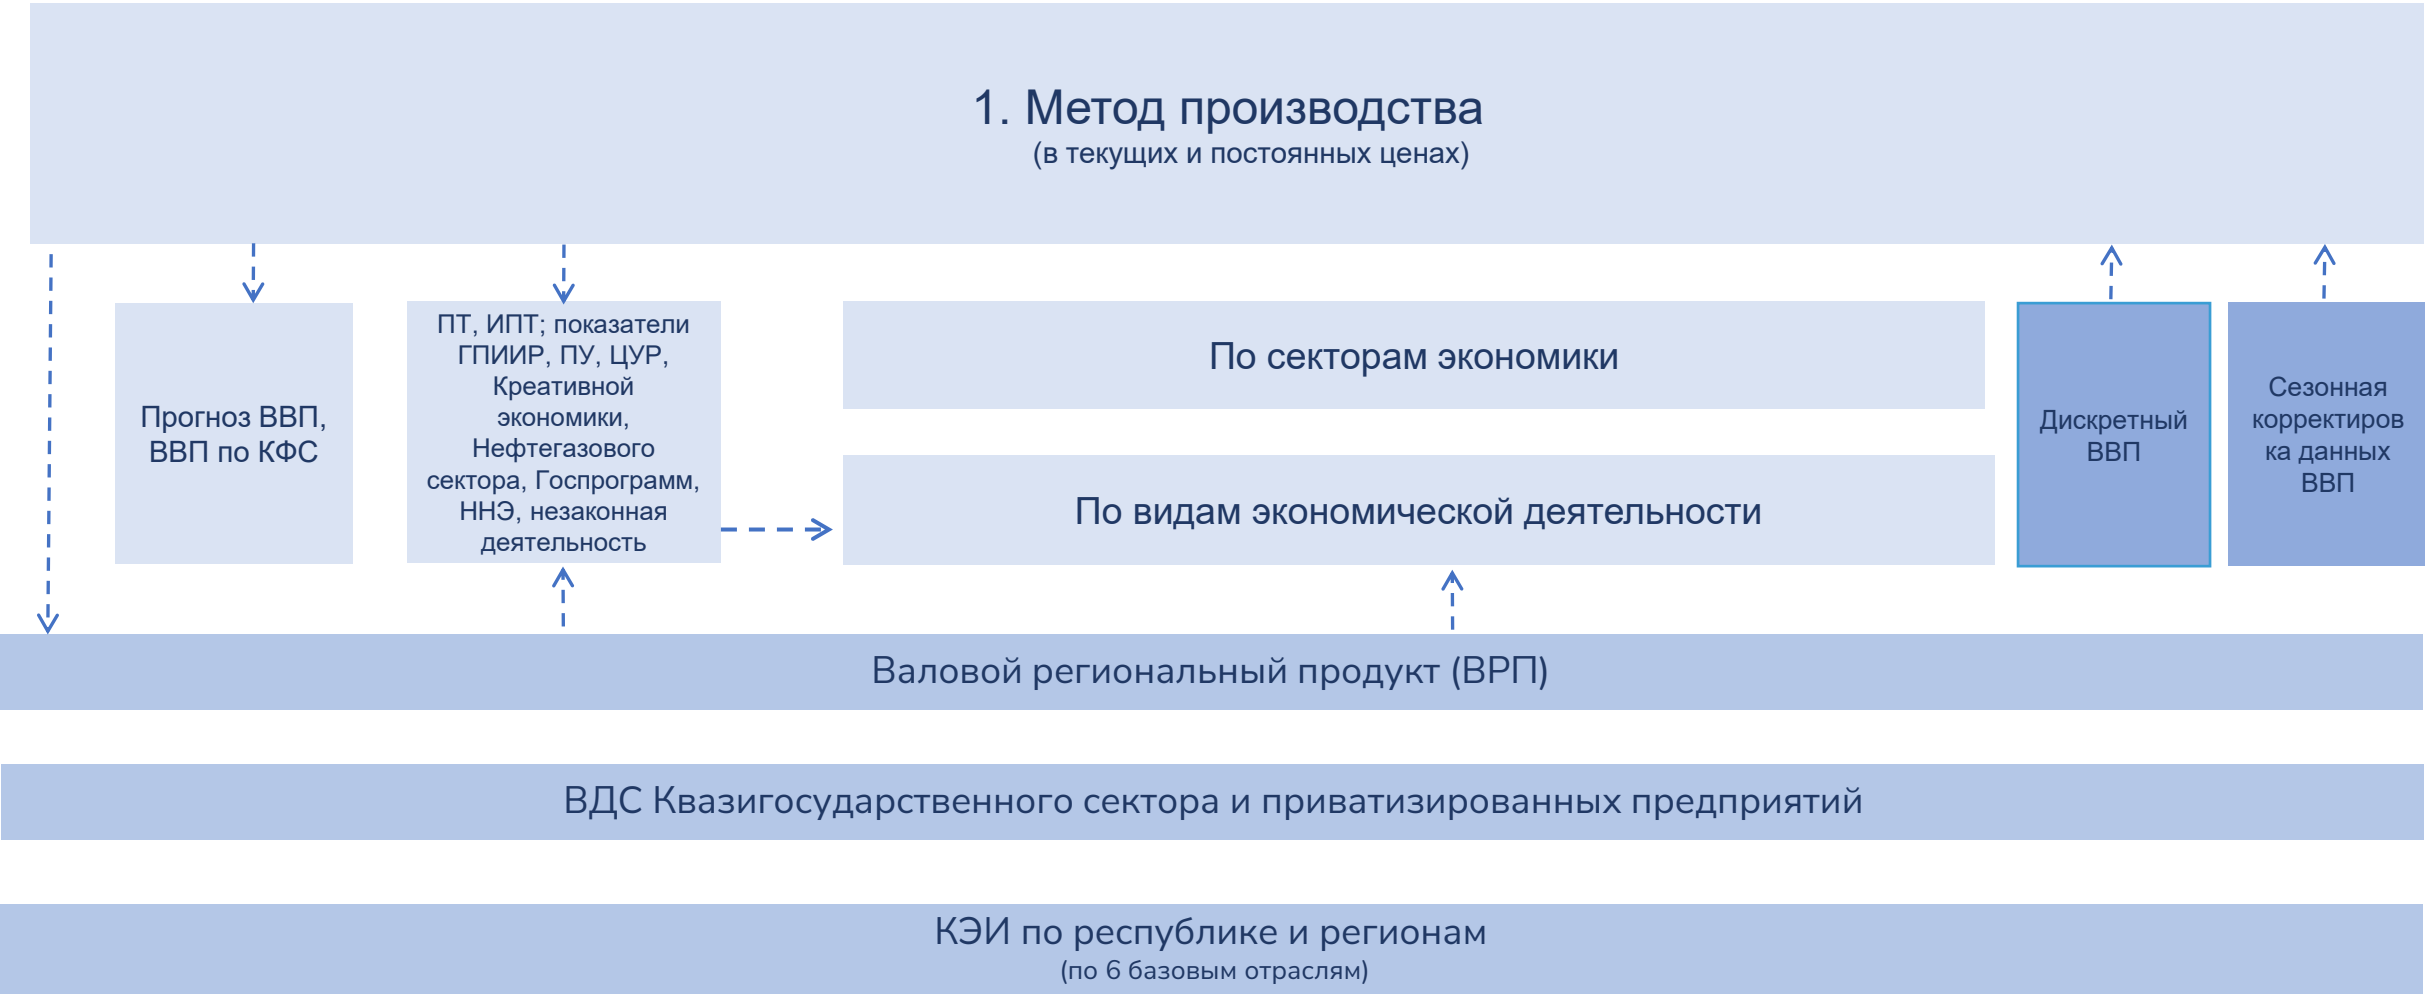 1. Метод производства
(в текущих и постоянных ценах)
Прогноз ВВП,
ВВП по КФС
ПТ, ИПТ; показатели
ГПИИР, ПУ, ЦУР,
Креативной
экономики,
Нефтегазового
сектора, Госпрограмм,
ННЭ, незаконная
деятельность
По секторам экономики
По видам экономической деятельности
Дискретный
ВВП
Сезонная
корректиров
ка данных
ВВП
Валовой региональный продукт (ВРП)
ВДС Квазигосударственного сектора и приватизированных предприятий
КЭИ по республике и регионам
(по 6 базовым отраслям)